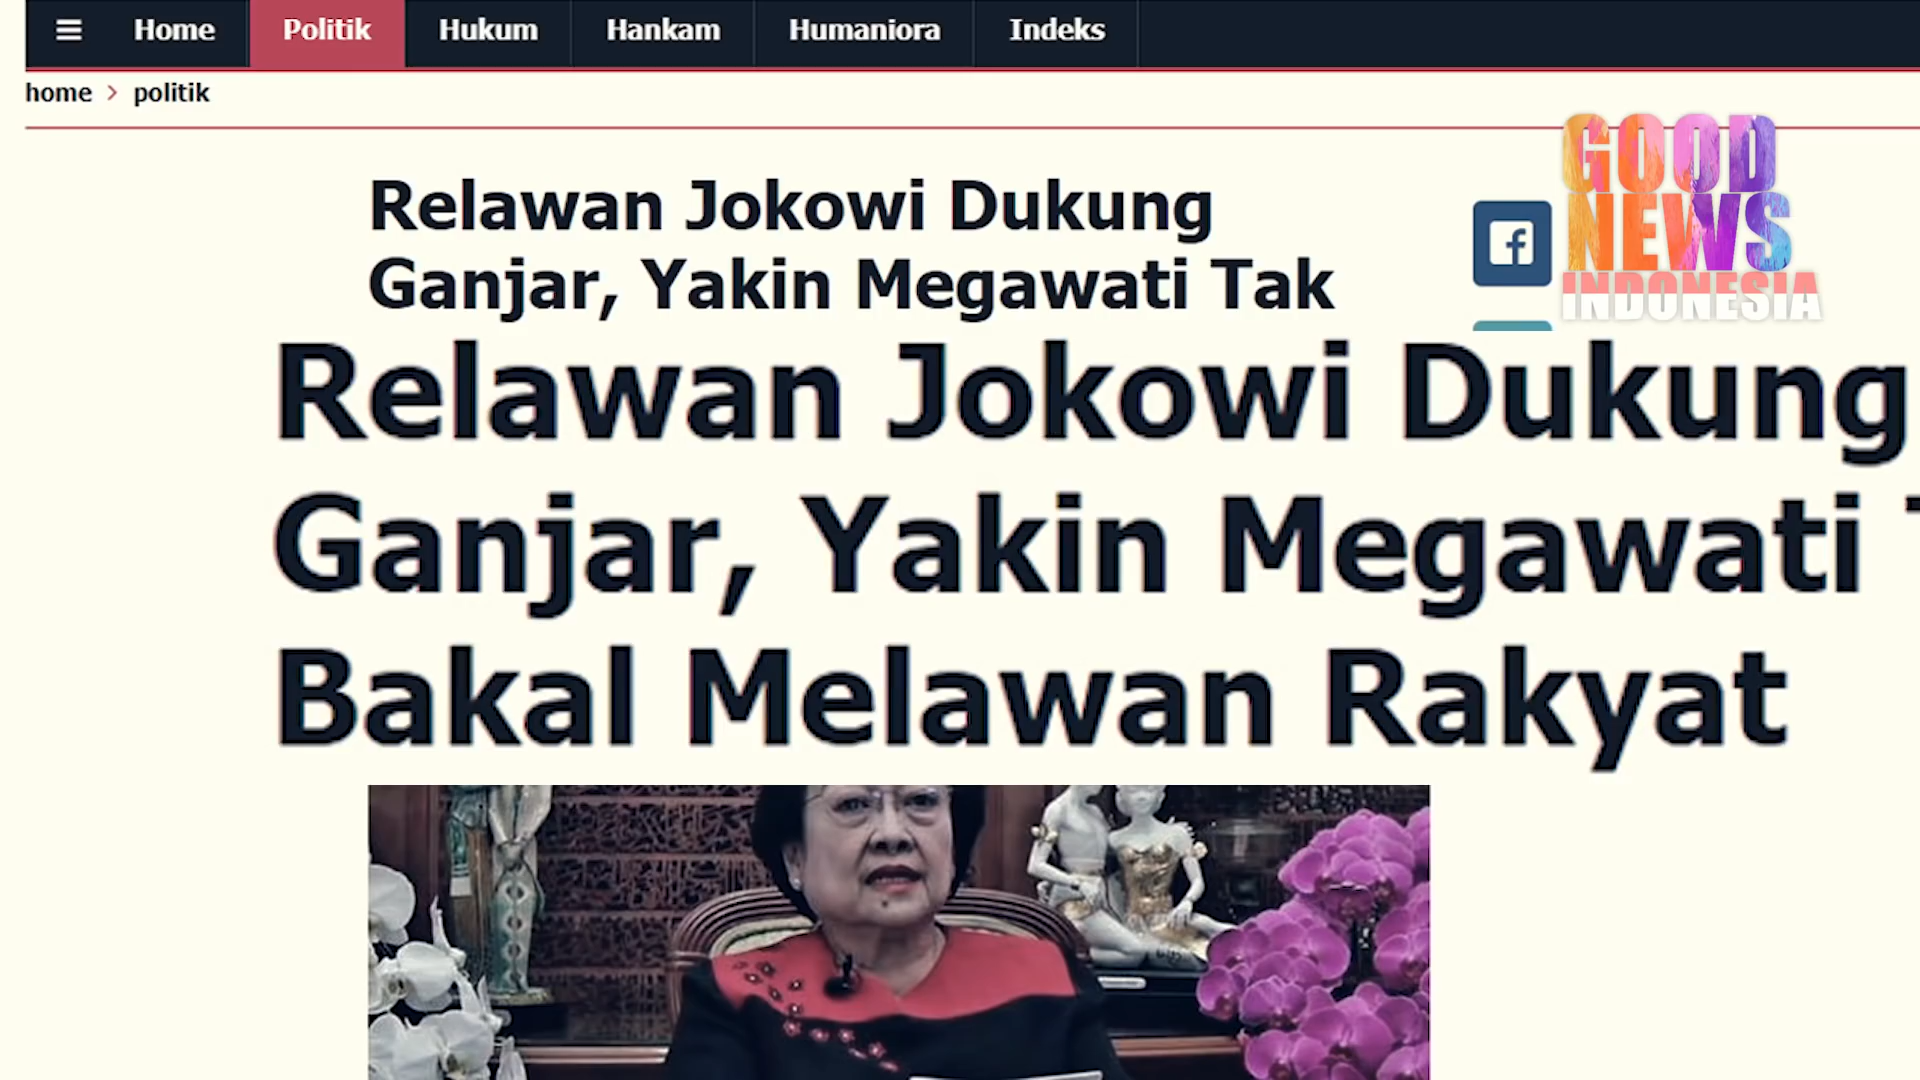 Home Politik Hukum Hankam Humaniora Indeks
home > politik
Relawan Jokowi Dukung
Ganjar, Yakin Megawati Tak
GOOD
NEWS
INDONESIA
Relawan Jokowi Dukung
Ganjar, Yakin Megawati
Bakal Melawan Rakyat